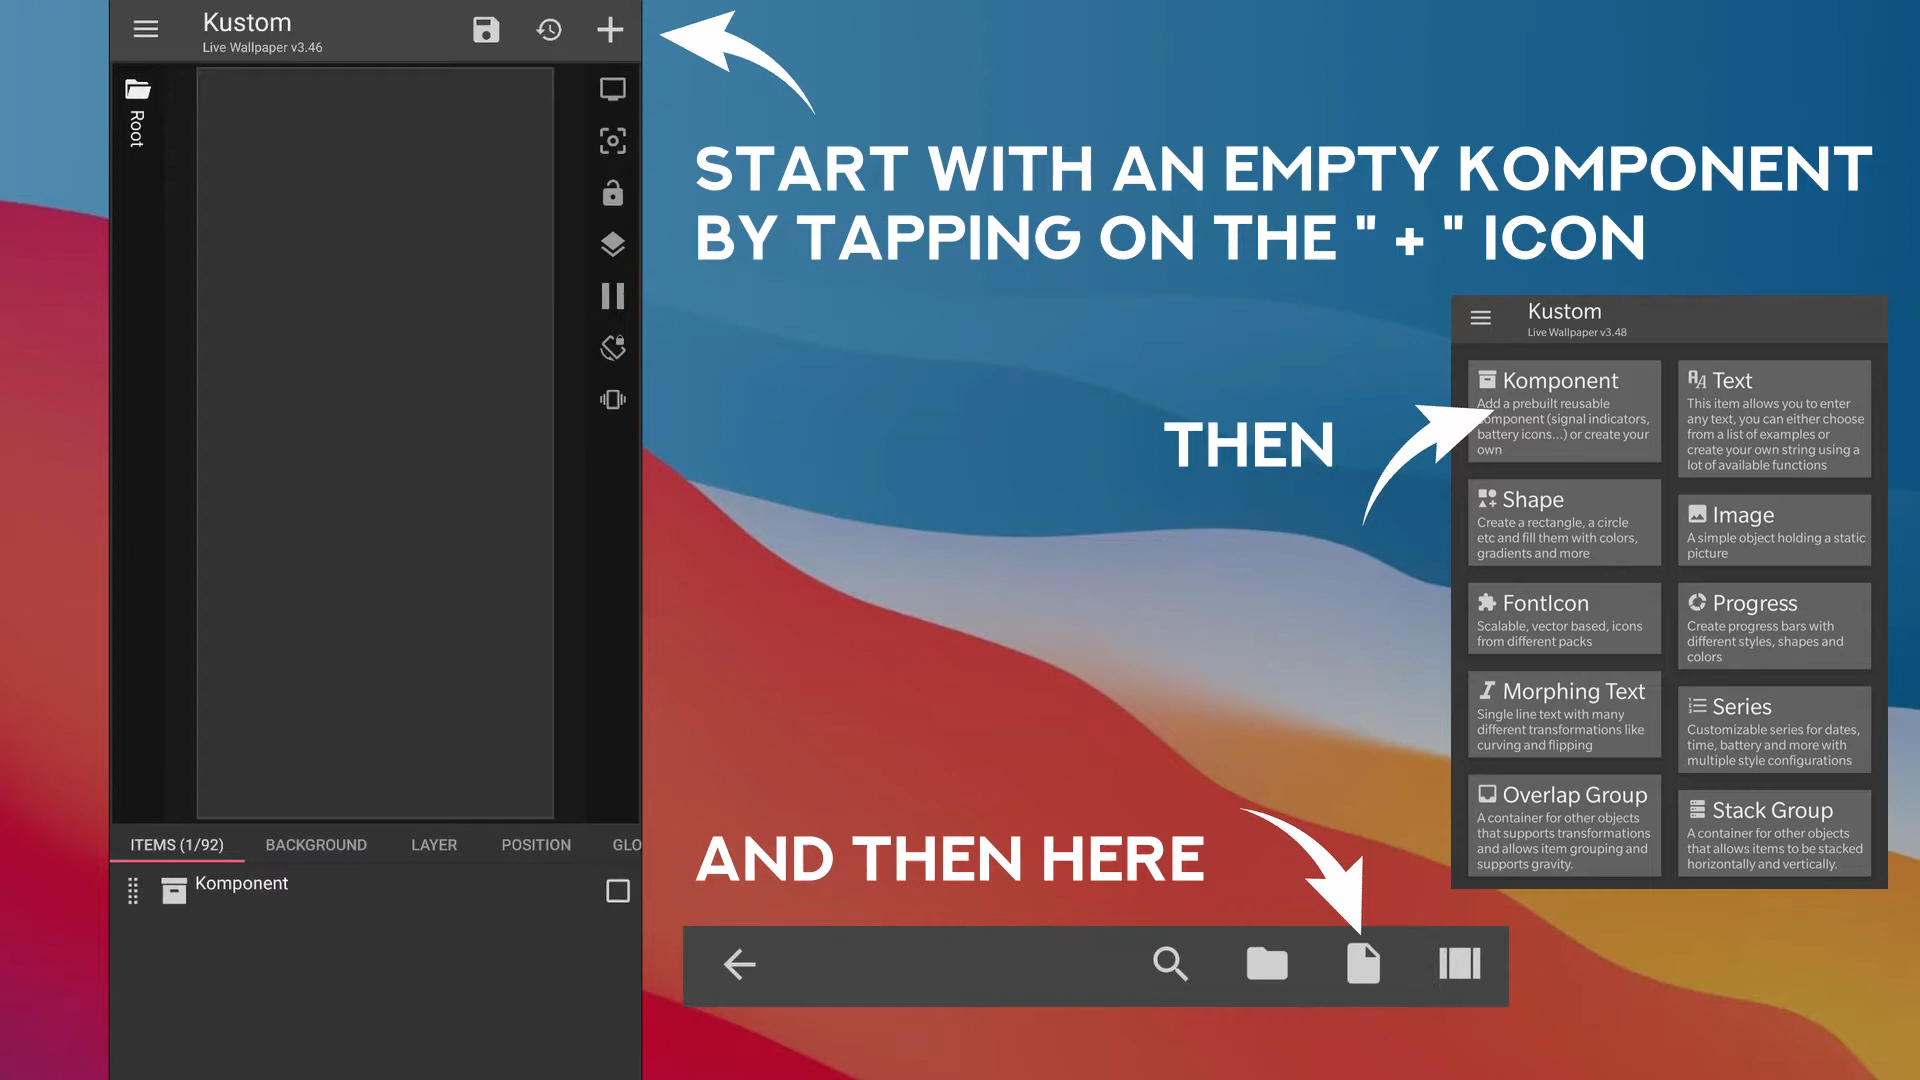 Kustom
Live Wallpaper v3.46
Root
START WITH AN EMPTY KOMPONENT
BY TAPPING ON THE " + " ICON
Kustom
Live Wallpaper v3.48
Komponent
Add a prebuilt reusable
component (signal indicators,
battery icons...) or create your
own
Text
This item allows you to enter
any text, you can either choose
from a list of examples or
create your own string using a
lot of available functions
THEN
Shape
Create a rectangle, a circle
etc and fill them with colors,
gradients and more
Image
A simple object holding a static
picture
FontIcon
Scalable, vector based, icons
from different packs
Progress
Create progress bars with
different styles, shapes and
colors
Morphing Text
Single line text with many
different transformations like
curving and flipping
Series
Customizable series for dates,
time, battery and more with
multiple style configurations
Overlap Group
A container for other objects
that supports transformations
and allows item grouping and
supports gravity.
Stack Group
A container for other objects
that allows items to be stacked
horizontally and vertically.
ITEMS (1/92) BACKGROUND LAYER POSITION GLO
Komponent
AND THEN HERE